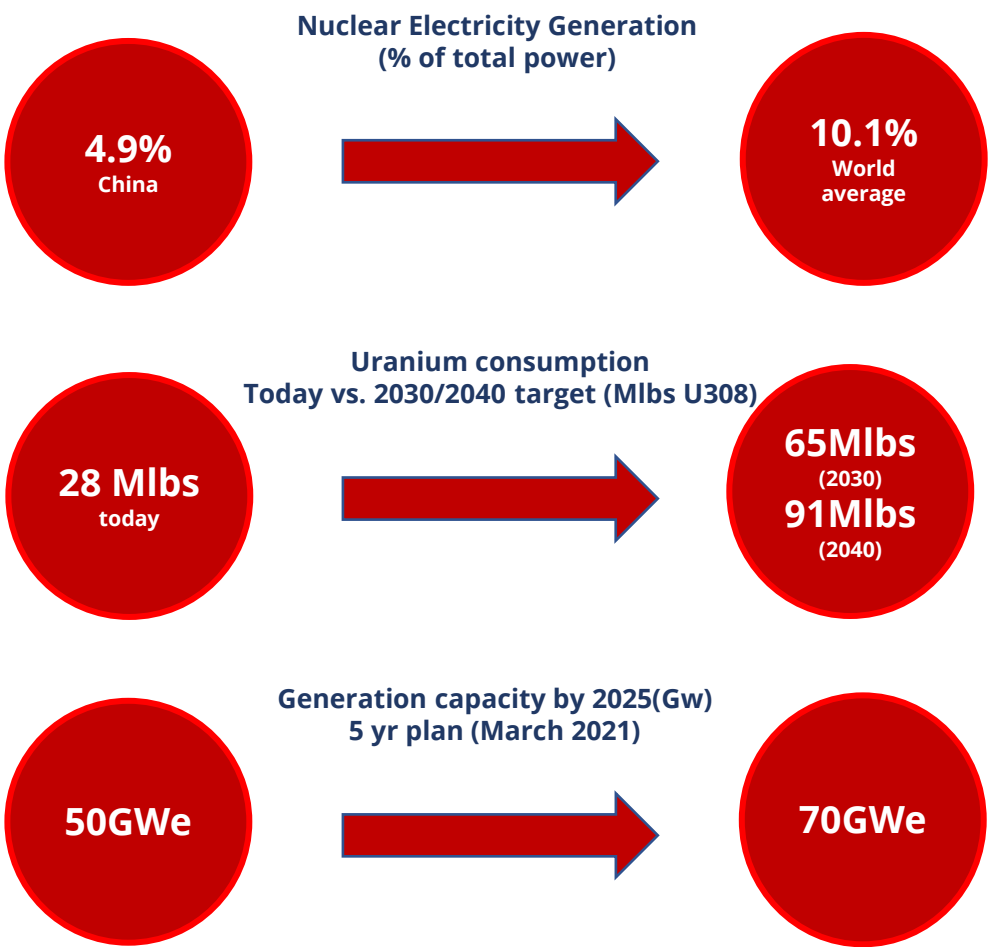 Nuclear Electricity Generation
(% of total power)
4.9%
China
10.1%
World
average
Uranium consumption
Today vs. 2030/2040 target (Mlbs U308)
28 Mlbs
today
65Mlbs
(2030)
91Mlbs
(2040)
Generation capacity by 2025(Gw)
5 yr plan (March 2021)
50GWe
70GWe